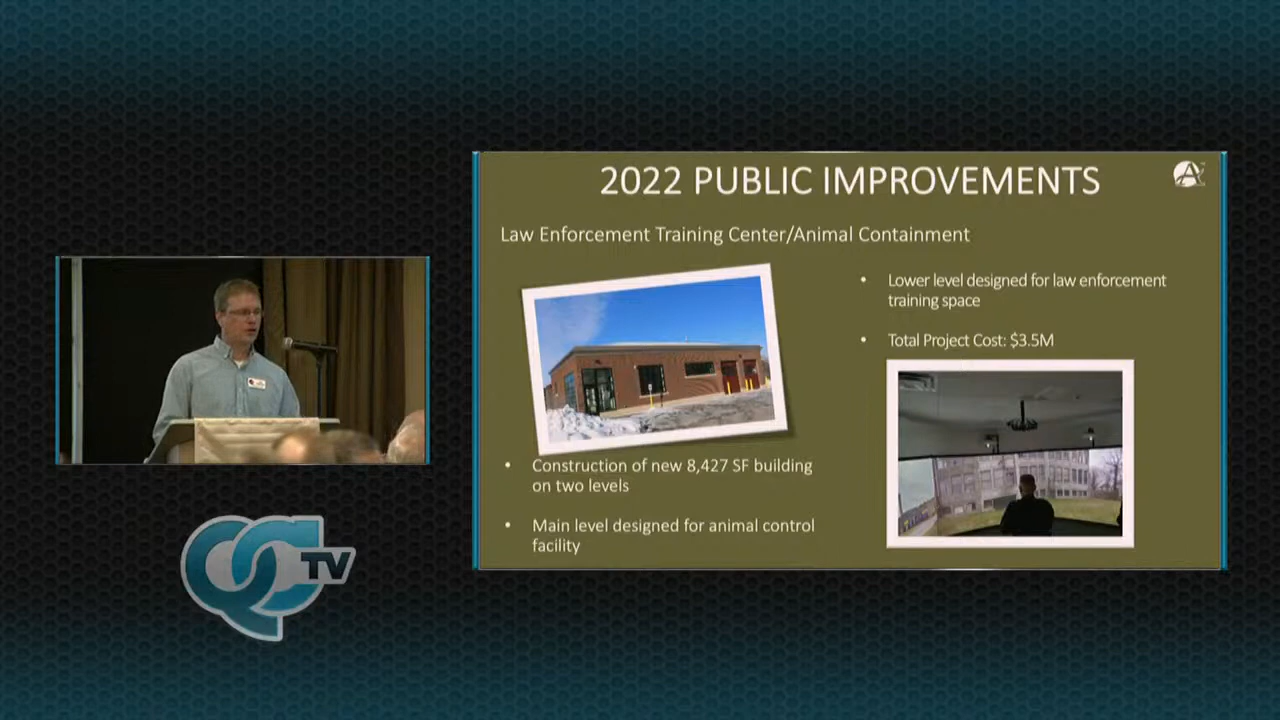 2022 PUBLIC IMPROVEMENTS
A
Law Enforcement Training Center/Animal Containment
• Lower level designed for law enforcement
training space
• Total Project Cost: $3.5M
• Construction of new 8,427 SF building
on two levels
• Main level designed for animal control
facility
QC TV